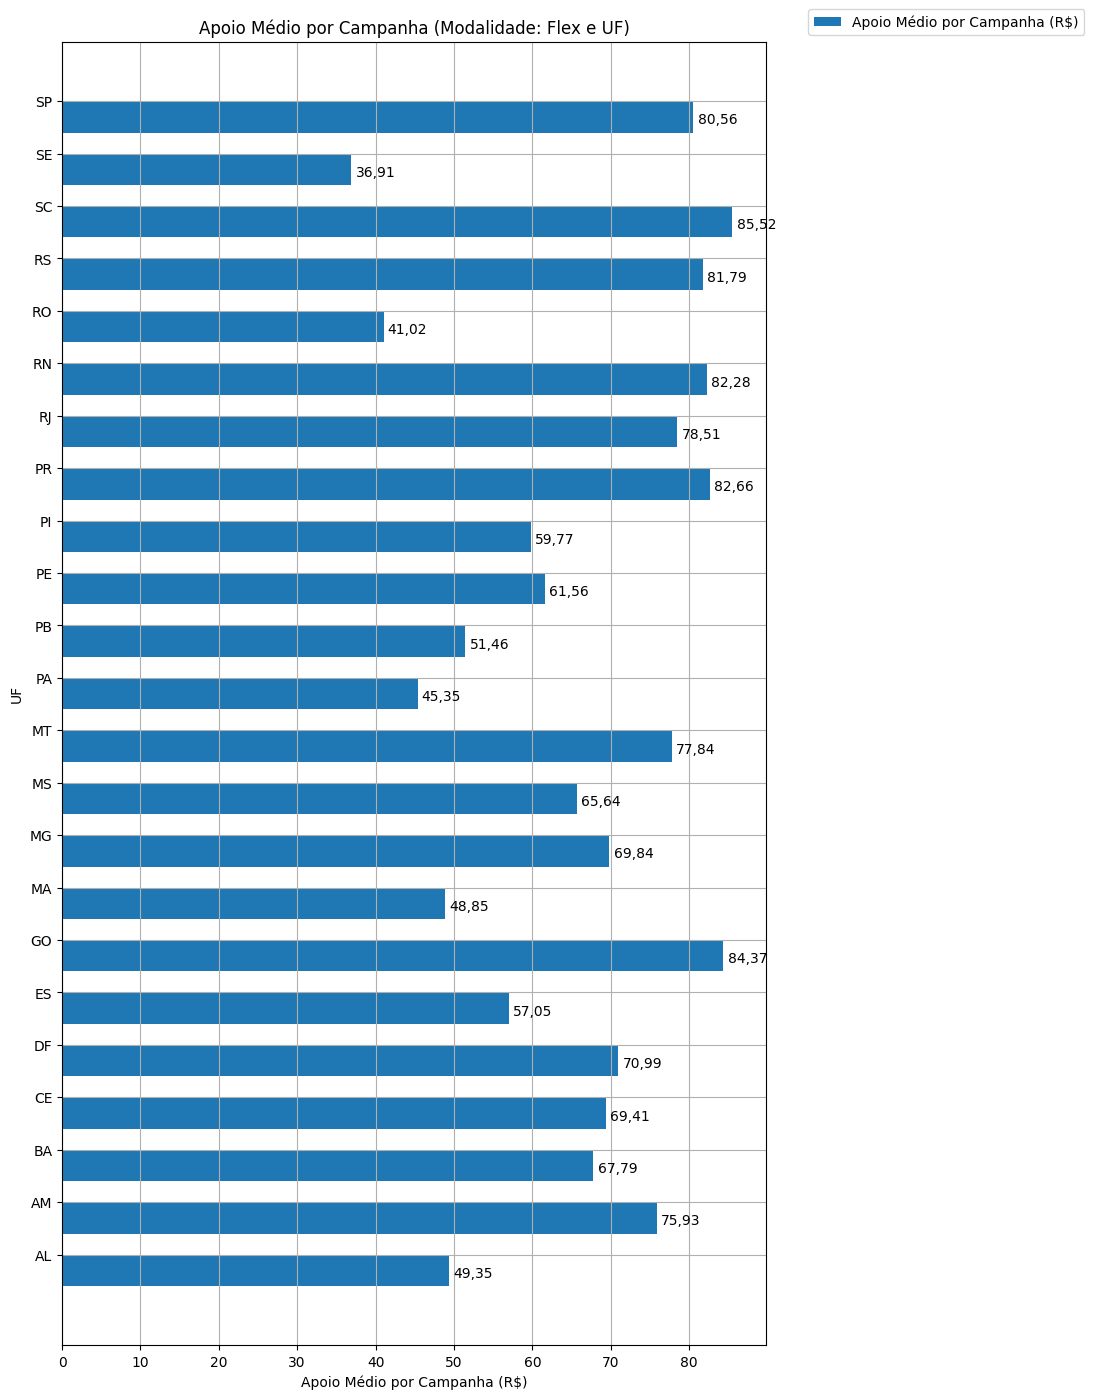 Apoio Médio por Campanha (Modalidade: Flex e UF)
Apoio Médio por Campanha (R$)
SP 80,56
SE 36,91
SC 85,52
RS 81,79
RO 41,02
RN 82,28
RJ 78,51
PR 82,66
PI 59,77
PE 61,56
PB 51,46
PA 45,35
UF
MT 77,84
MS 65,64
MG 69,84
MA 48,85
GO 84,37
ES 57,05
DF 70,99
CE 69,41
BA 67,79
AM 75,93
AL 49,35
0 10 20 30 40 50 60 70 80
Apoio Médio por Campanha (R$)